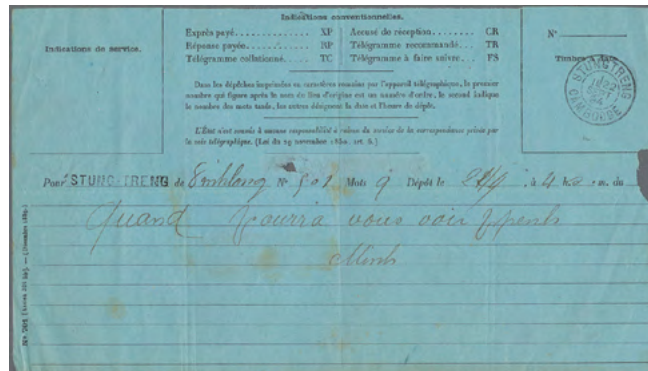 Indications de service.
Indications conventionnelles.
Exprès payé............... XP
Réponse payée............. RP
Télégramme collationné.... TC
Accusé de réception........ CR
Télégramme recommandé... TR
Télégramme à faire suivre... FS
Dans les dépêches imprimées en caractères romains par l'appareil télégraphique, le premier
nombre qui figure après le nom du lieu d'origine est un numéro d'ordre, le second indique
le nombre des mots taxés, les autres désignent la date et l'heure de dépôt.
L'État n'est soumis à aucune responsabilité à raison du service de la correspondance privée par
la voie télégraphique. (Loi du 29 novembre 1850. art. 6.)
N°
Timbre à date
STUNG-TRENG
CAMBODGE
Pour STUNG-TRENG de Vinhlong N° 501 Mots 9 Dépôt le à 4 h m. du
Quand pourra vous voir
Minh